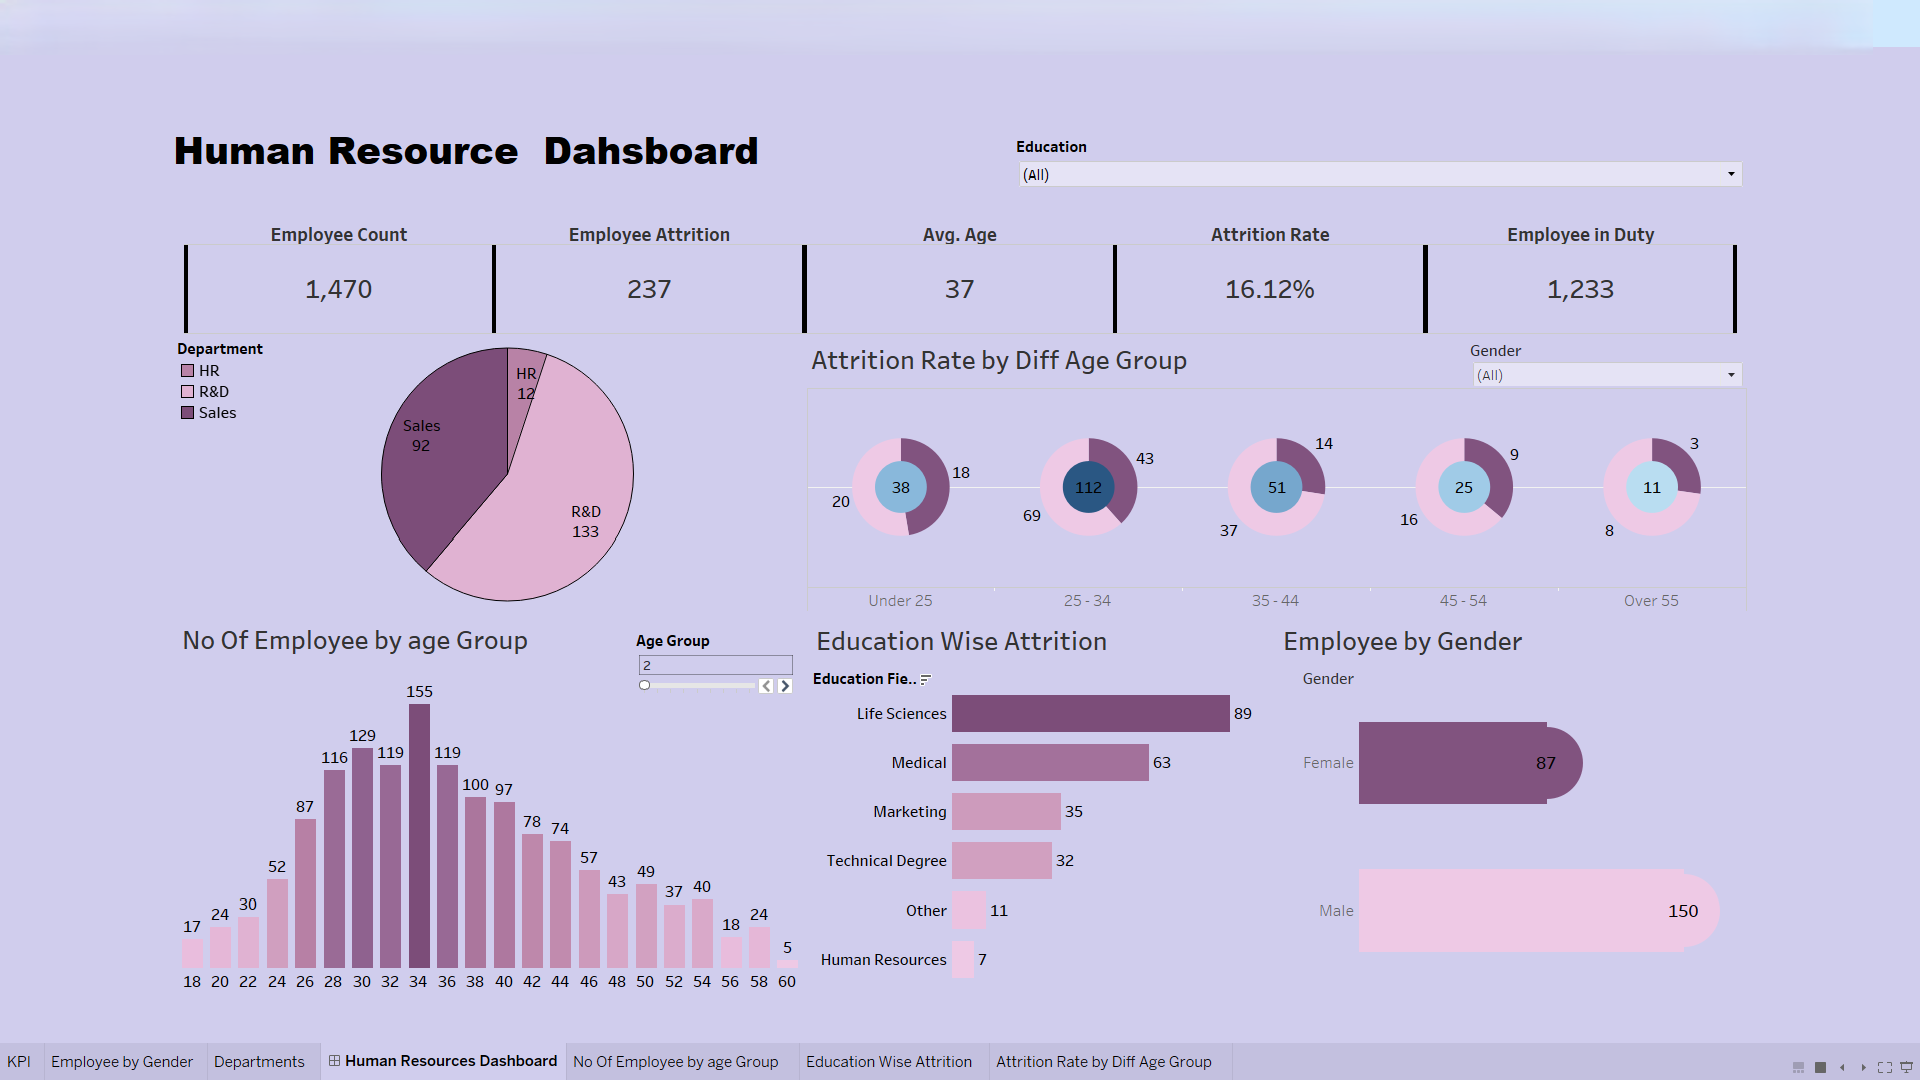 Human Resource Dahsboard
Education
(All)
Employee Count
Employee Attrition
Avg. Age
Attrition Rate
Employee in Duty
1,470
237
37
16.12%
1,233
Department
HR
R&D
Sales
HR
12
Sales
92
R&D
133
Attrition Rate by Diff Age Group
Gender
(All)
38
18
20
112
43
69
51
14
37
25
9
16
11
3
8
Under 25
25 - 34
35 - 44
45 - 54
Over 55
No Of Employee by age Group
Age Group
2
17
24
30
52
87
116
129
119
155
119
100
97
78
74
57
43
49
37
40
18
24
5
18 20 22 24 26 28 30 32 34 36 38 40 42 44 46 48 50 52 54 56 58 60
Education Wise Attrition
Education Fie..
Life Sciences 89
Medical 63
Marketing 35
Technical Degree 32
Other 11
Human Resources 7
Employee by Gender
Gender
Female 87
Male 150
KPI
Employee by Gender
Departments
Human Resources Dashboard
No Of Employee by age Group
Education Wise Attrition
Attrition Rate by Diff Age Group